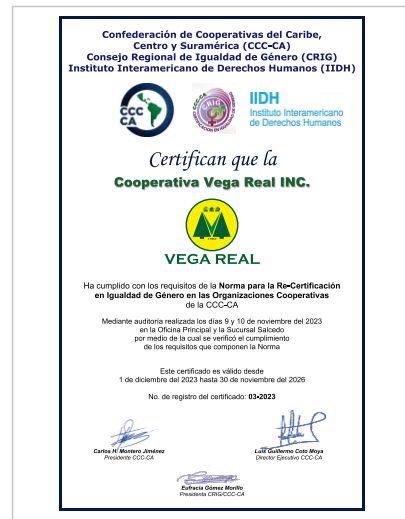 Confederación de Cooperativas del Caribe,
Centro y Suramérica (CCC-CA)
Consejo Regional de Igualdad de Género (CRIG)
Instituto Interamericano de Derechos Humanos (IIDH)
CCC
CA
CCC-CA
CRIG
IIDH
Instituto Interamericano
de Derechos Humanos
Certifican que la
Cooperativa Vega Real INC.
VEGA REAL
Ha cumplido con los requisitos de la Norma para la Re-Certificación
en Igualdad de Género en las Organizaciones Cooperativas
de la CCC-CA
Mediante auditoría realizada los días 9 y 10 de noviembre del 2023
en la Oficina Principal y la Sucursal Salcedo
por medio de la cual se verificó el cumplimiento
de los requisitos que componen la Norma
Este certificado es válido desde
1 de diciembre del 2023 hasta 30 de noviembre del 2026
No. de registro del certificado: 03-2023
Carlos H. Montero Jiménez
Presidente CCC-CA
Luis Guillermo Coto Moya
Director Ejecutivo CCC-CA
Eufracia Gómez Morillo
Presidenta CRIG/CCC-CA